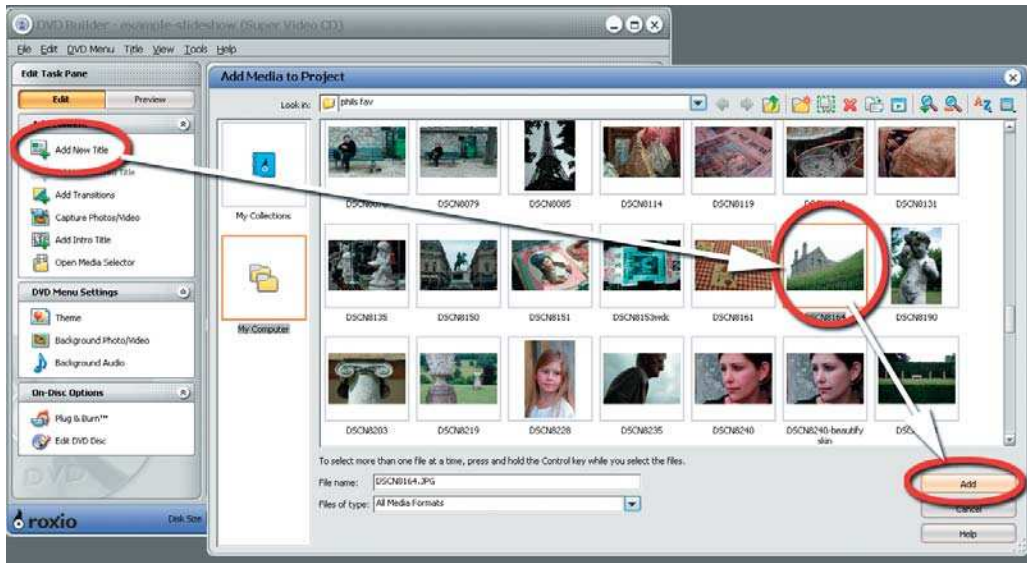 DVD Builder - example-slideshow (Super Video CD)
File Edit DVD Menu Title View Tools Help
Edit Task Pane
Edit Preview
Add New Title
Title
Add Transitions
Capture Photos/Video
Add Intro Title
Open Media Selector
DVD Menu Settings
Theme
Background Photo/Video
Background Audio
On-Disc Options
Plug & Burn™
Edit DVD Disc
DVD
roxio
Disk Size
Add Media to Project
Look in: phils fav
My Collections
My Computer
DSCN0079 DSCN0085 DSCN0114 DSCN0119 DSCN0131
DSCN8135 DSCN8150 DSCN8151 DSCN8153wdc DSCN8161 DSCN8164 DSCN8190
DSCN8203 DSCN8219 DSCN8228 DSCN8235 DSCN8240 DSCN8240-beautify
skin
To select more than one file at a time, press and hold the Control key while you select the files.
File name: DSCN8164.JPG
Files of type: All Media Formats
Add
Cancel
Help